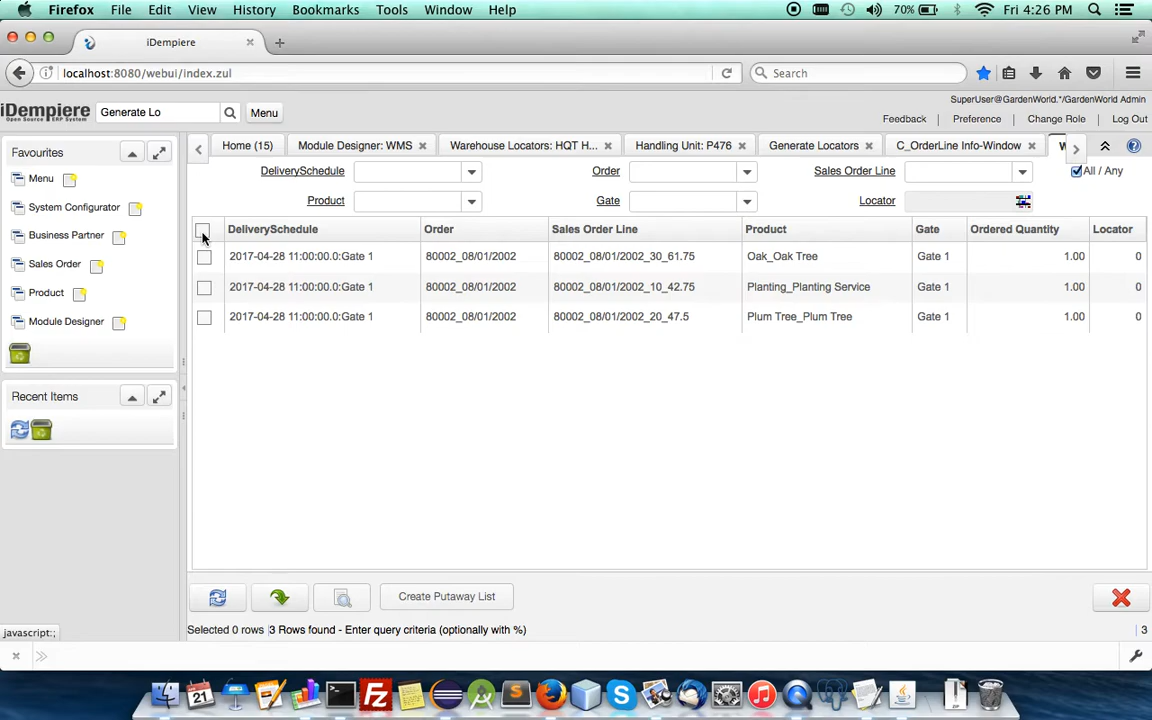 Firefox File Edit View History Bookmarks Tools Window Help 70% Fri 4:26 PM
iDempiere
localhost:8080/webui/index.zul Search
SuperUser@GardenWorld.*/GardenWorld Admin
iDempiere Generate Lo Menu Feedback Preference Change Role Log Out
Open Source ERP System
Favourites Home (15) Module Designer: WMS Warehouse Locators: HQT H... Handling Unit: P476 Generate Locators C_OrderLine Info-Window
DeliverySchedule Order Sales Order Line All / Any
Menu
Product Gate Locator
System Configurator
DeliverySchedule Order Sales Order Line Product Gate Ordered Quantity Locator
Business Partner
2017-04-28 11:00:00.0:Gate 1 80002_08/01/2002 80002_08/01/2002_30_61.75 Oak_Oak Tree Gate 1 1.00 0
Sales Order
2017-04-28 11:00:00.0:Gate 1 80002_08/01/2002 80002_08/01/2002_10_42.75 Planting_Planting Service Gate 1 1.00 0
Product
2017-04-28 11:00:00.0:Gate 1 80002_08/01/2002 80002_08/01/2002_20_47.5 Plum Tree_Plum Tree Gate 1 1.00 0
Module Designer
Recent Items
Create Putaway List
Selected 0 rows 3 Rows found - Enter query criteria (optionally with %) 3
javascript:;
APR
21